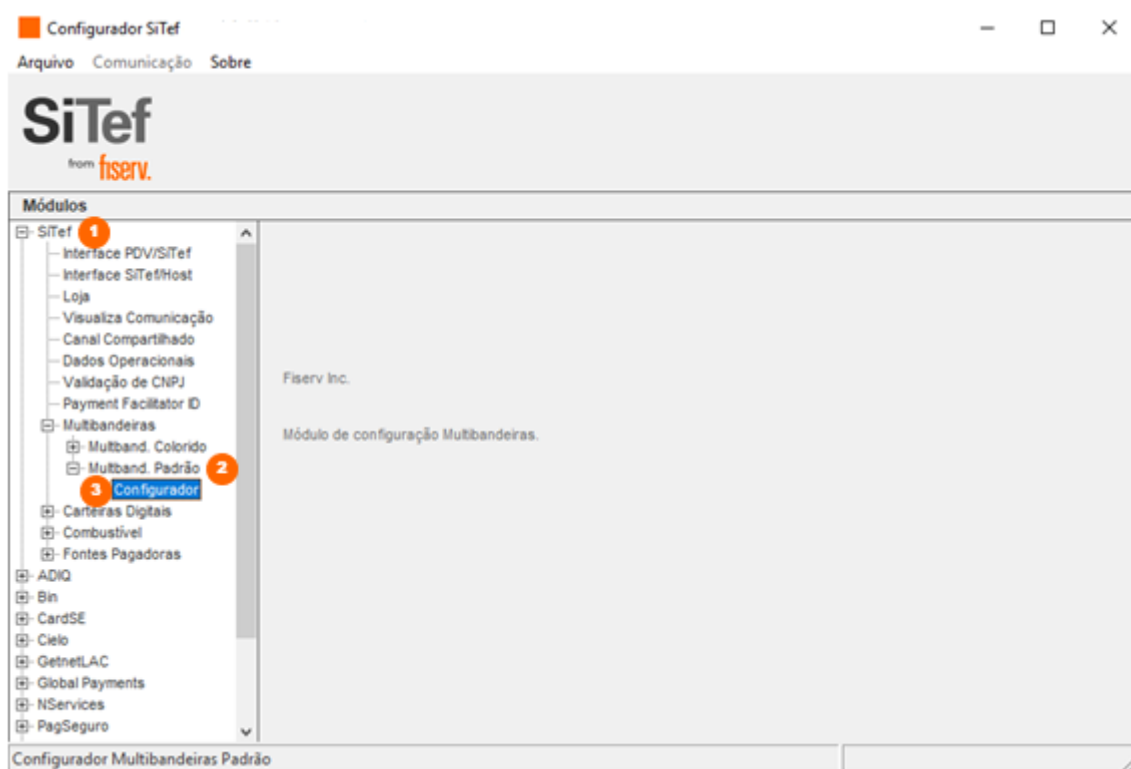 Configurador SiTef
Arquivo Comunicação Sobre
SiTef
from fiserv.
Módulos
SiTef 1
Interface PDV/SiTef
Interface SiTef/Host
Loja
Visualiza Comunicação
Canal Compartilhado
Dados Operacionais
Validação de CNPJ
Payment Facilitator ID
Multibandeiras
Multband. Colorido
Multband. Padrão 2
3 Configurador
Carteiras Digitais
Combustível
Fontes Pagadoras
ADIQ
Bin
CardSE
Cielo
GetnetLAC
Global Payments
NServices
PagSeguro
Fiserv Inc.
Módulo de configuração Multibandeiras.
Configurador Multibandeiras Padrão